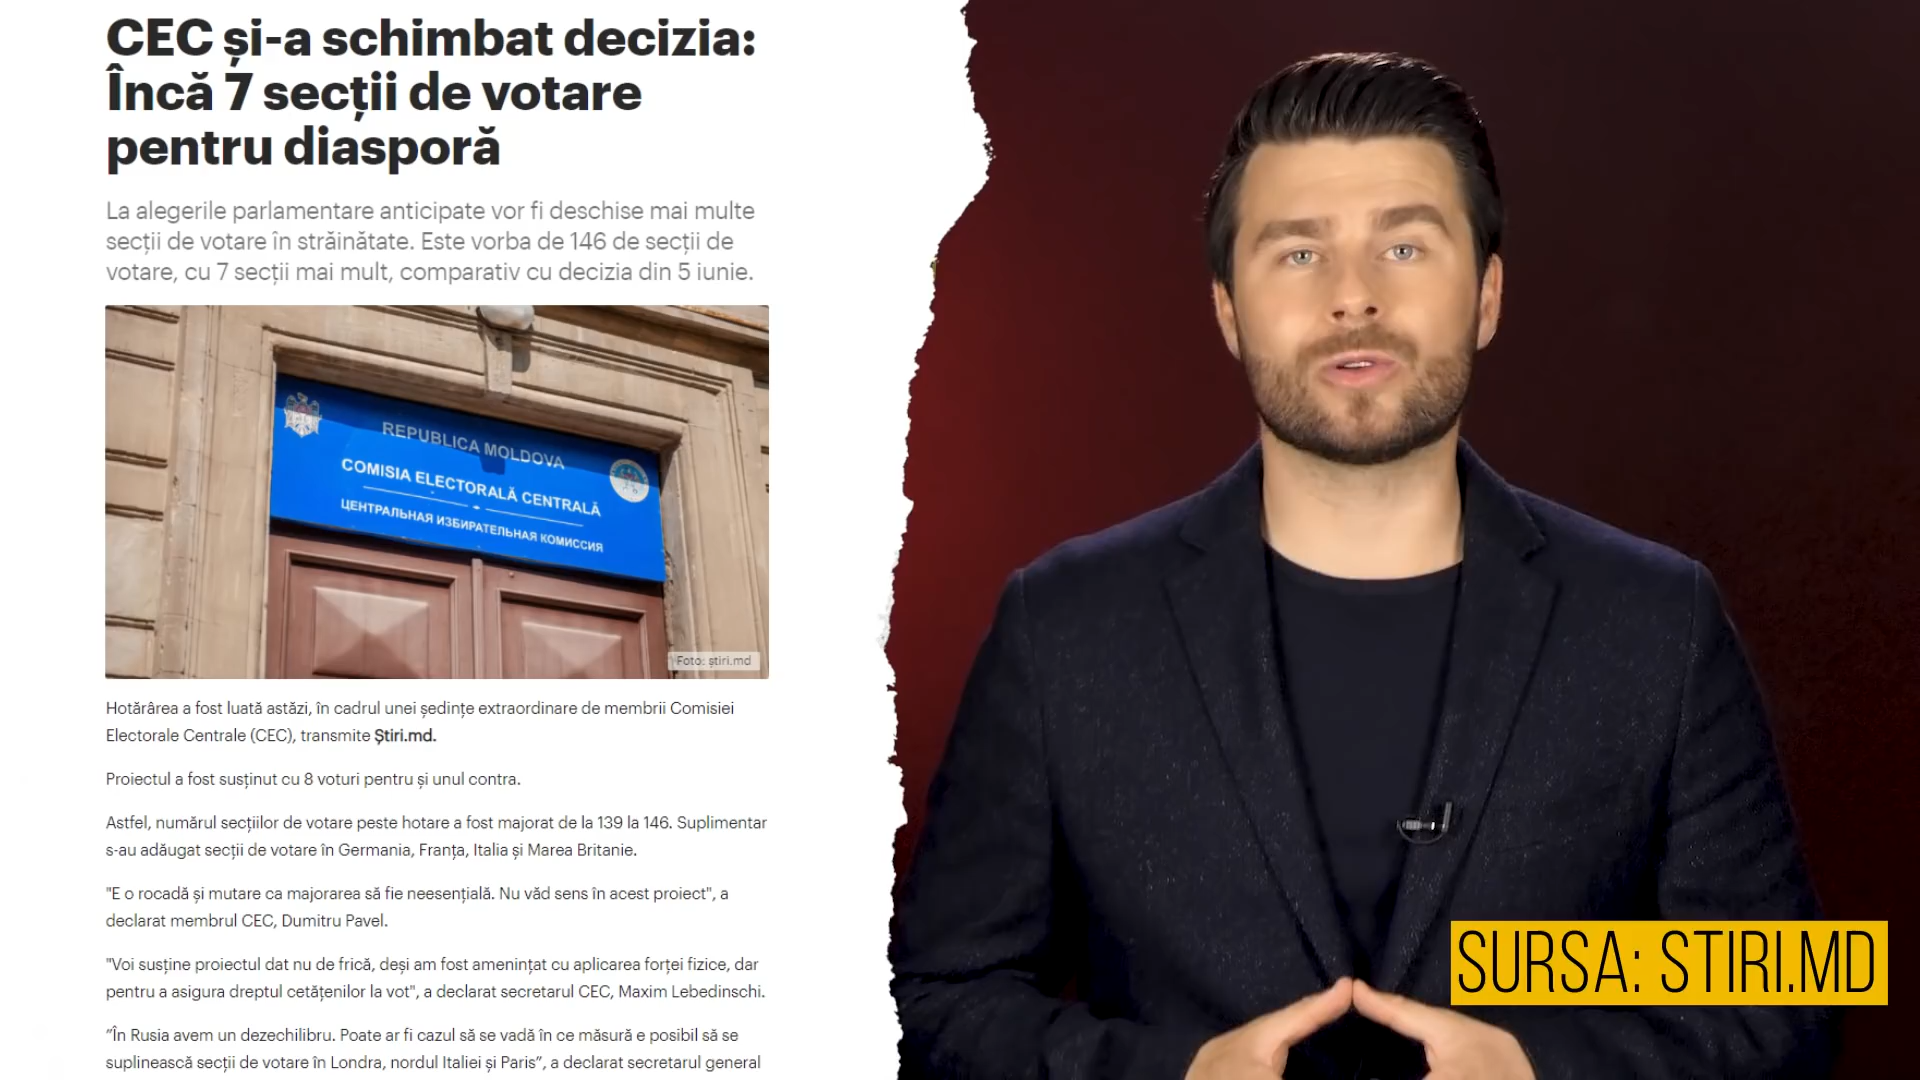 CEC și-a schimbat decizia:
Încă 7 secții de votare
pentru diasporă
La alegerile parlamentare anticipate vor fi deschise mai multe
secții de votare în străinătate. Este vorba de 146 de secții de
votare, cu 7 secții mai mult, comparativ cu decizia din 5 iunie.
REPUBLICA MOLDOVA
COMISIA ELECTORALĂ CENTRALĂ
ЦЕНТРАЛЬНАЯ ИЗБИРАТЕЛЬНАЯ КОМИССИЯ
Foto: știri.md
Hotărârea a fost luată astăzi, în cadrul unei ședințe extraordinare de membrii Comisiei
Electorale Centrale (CEC), transmite Știri.md.
Proiectul a fost susținut cu 8 voturi pentru și unul contra.
Astfel, numărul secțiilor de votare peste hotare a fost majorat de la 139 la 146. Suplimentar
s-au adăugat secții de votare în Germania, Franța, Italia și Marea Britanie.
"E o rocadă și mutare ca majorarea să fie neesențială. Nu văd sens în acest proiect", a
declarat membrul CEC, Dumitru Pavel.
"Voi susține proiectul dat nu de frică, deși am fost amenințat cu aplicarea forței fizice, dar
pentru a asigura dreptul cetățenilor la vot", a declarat secretarul CEC, Maxim Lebedinschi.
”În Rusia avem un dezechilibru. Poate ar fi cazul să se vadă în ce măsură e posibil să se
suplinească secții de votare în Londra, nordul Italiei și Paris”, a declarat secretarul general
SURSA: STIRI.MD